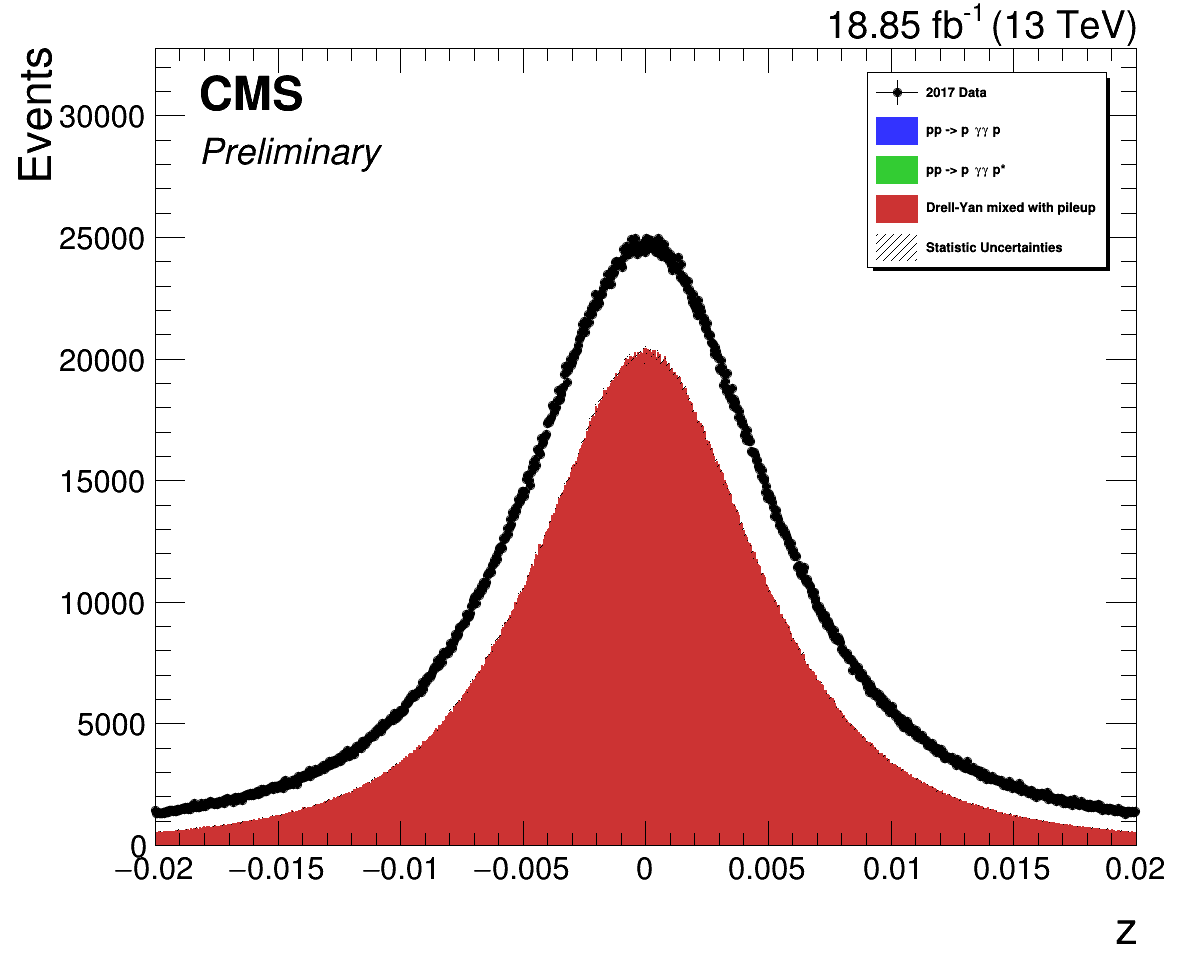 18.85 fb-1 (13 TeV)
Events
CMS
Preliminary
2017 Data
pp -> p γγ p
pp -> p γγ p*
Drell-Yan mixed with pileup
Statistic Uncertainties
30000
25000
20000
15000
10000
5000
0
−0.02 −0.015 −0.01 −0.005 0 0.005 0.01 0.015 0.02
z